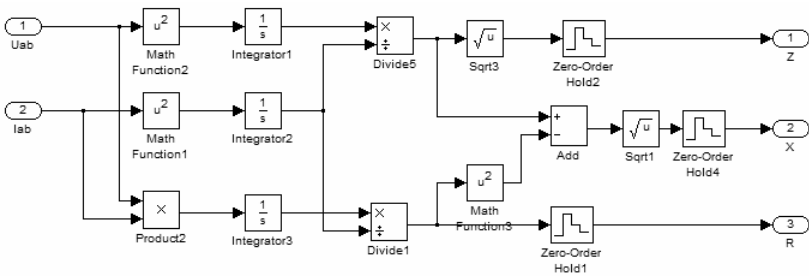 1
Uab
u²
Math
Function2
1
s
Integrator1
×
÷
Divide5
√u
Sqrt3
Zero-Order
Hold2
1
Z
2
Iab
u²
Math
Function1
1
s
Integrator2
+
−
Add
√u
Sqrt1
Zero-Order
Hold4
2
X
×
Product2
1
s
Integrator3
×
÷
Divide1
u²
Math
Function3
Zero-Order
Hold1
3
R